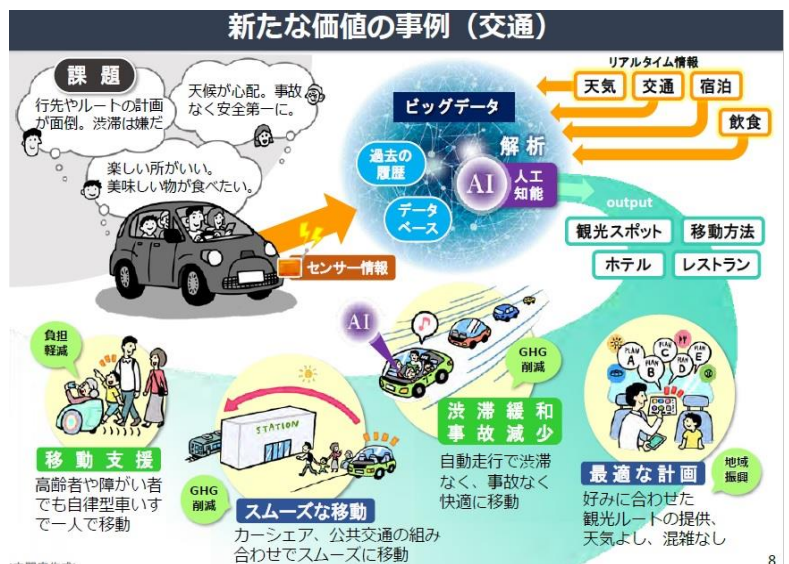 新たな価値の事例（交通）
課題
行先やルートの計画
が面倒。渋滞は嫌だ
天候が心配。事故
なく安全第一に。
楽しい所がいい。
美味しい物が食べたい。
センサー情報
ビッグデータ
過去の
履歴
データ
ベース
解析
AI
人工
知能
リアルタイム情報
天気
交通
宿泊
飲食
output
観光スポット
移動方法
ホテル
レストラン
負担
軽減
移動支援
高齢者や障がい者
でも自律型車いす
で一人で移動
STATION
GHG
削減
スムーズな移動
カーシェア、公共交通の組み
合わせでスムーズに移動
AI
GHG
削減
渋滞緩和
事故減少
自動走行で渋滞
なく、事故なく
快適に移動
PLAN
A
PLAN
B
PLAN
C
PLAN
D
PLAN
E
最適な計画
地域
振興
好みに合わせた
観光ルートの提供、
天気よし、混雑なし
8